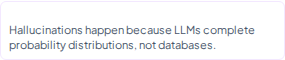 Hallucinations happen because LLMs complete
probability distributions, not databases.